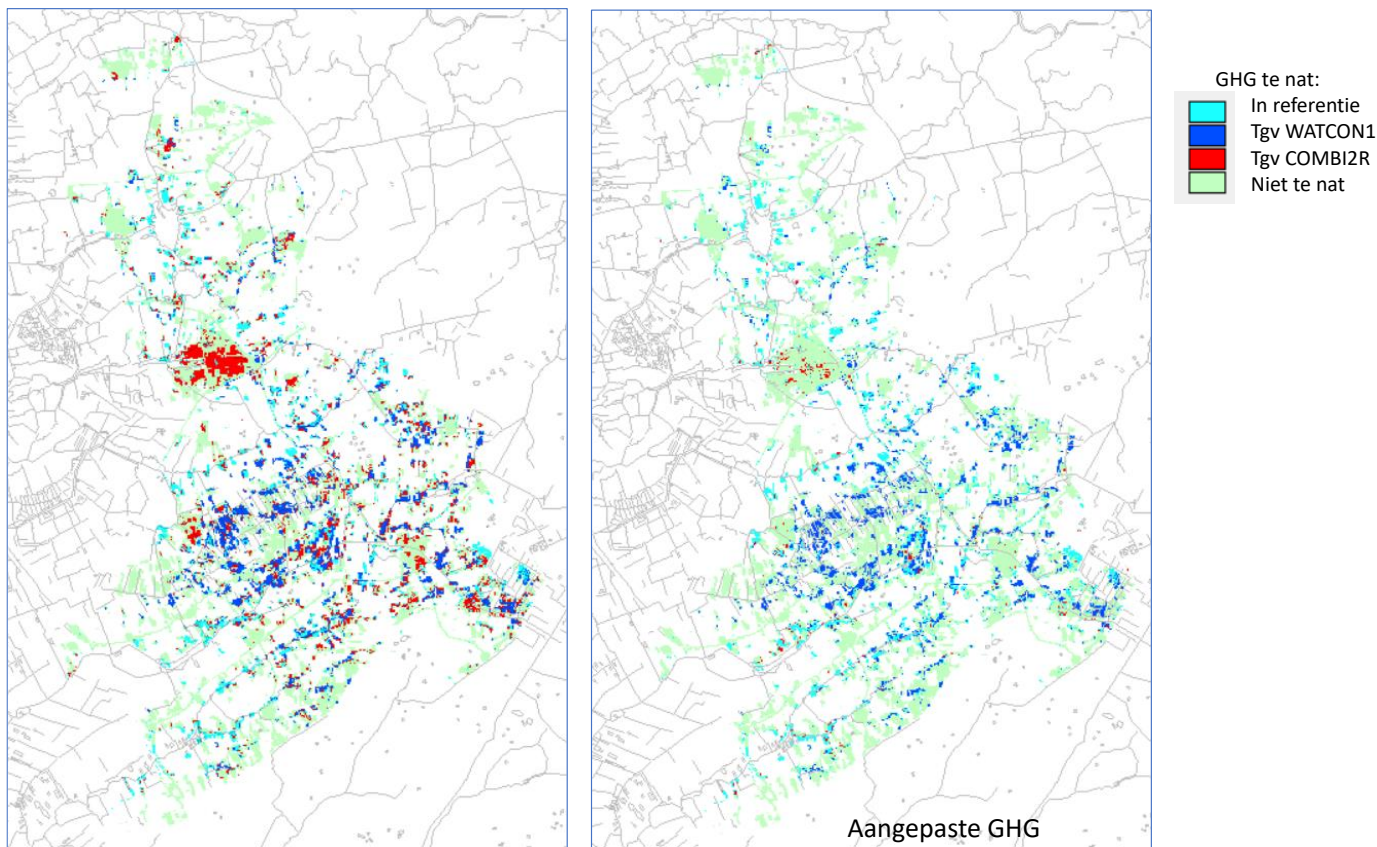 GHG te nat:
In referentie
Tgv WATCON1
Tgv COMBI2R
Niet te nat
Aangepaste GHG